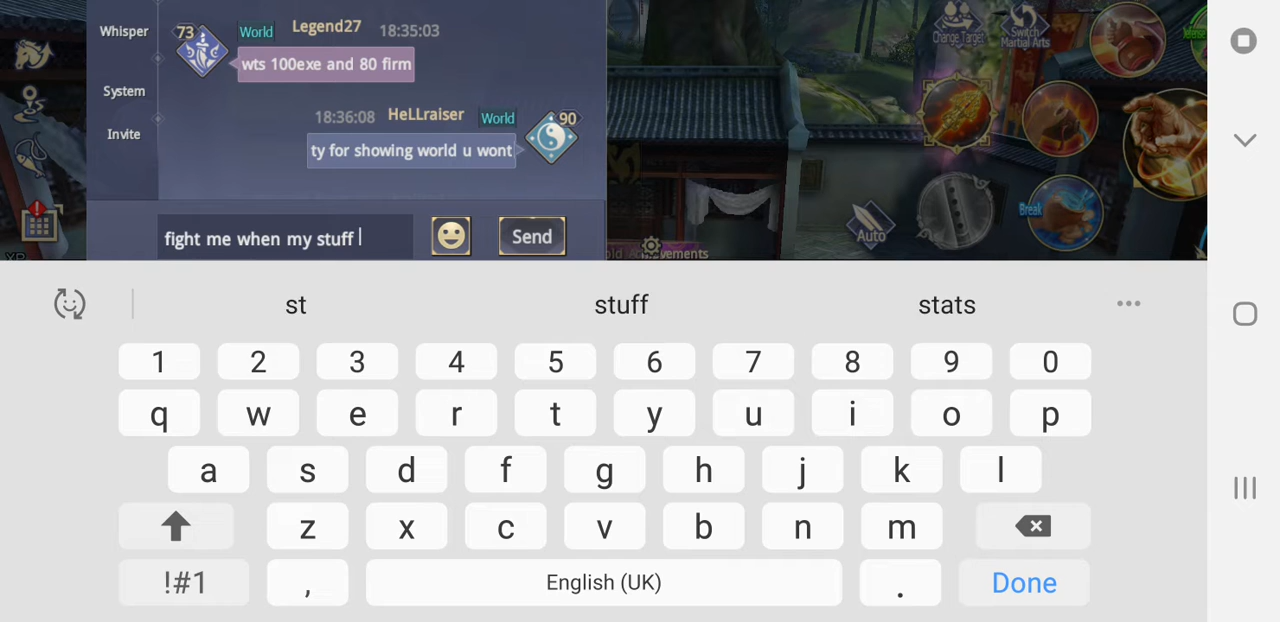 Whisper
System
Invite
73 World Legend27 18:35:03
wts 100exe and 80 firm
18:36:08 HeLLraiser World 90
ty for showing world u wont
fight me when my stuff
Send
Change Target
Switch Martial Arts
Break
Auto
st stuff stats
1 2 3 4 5 6 7 8 9 0
q w e r t y u i o p
a s d f g h j k l
z x c v b n m
!#1 , English (UK) . Done